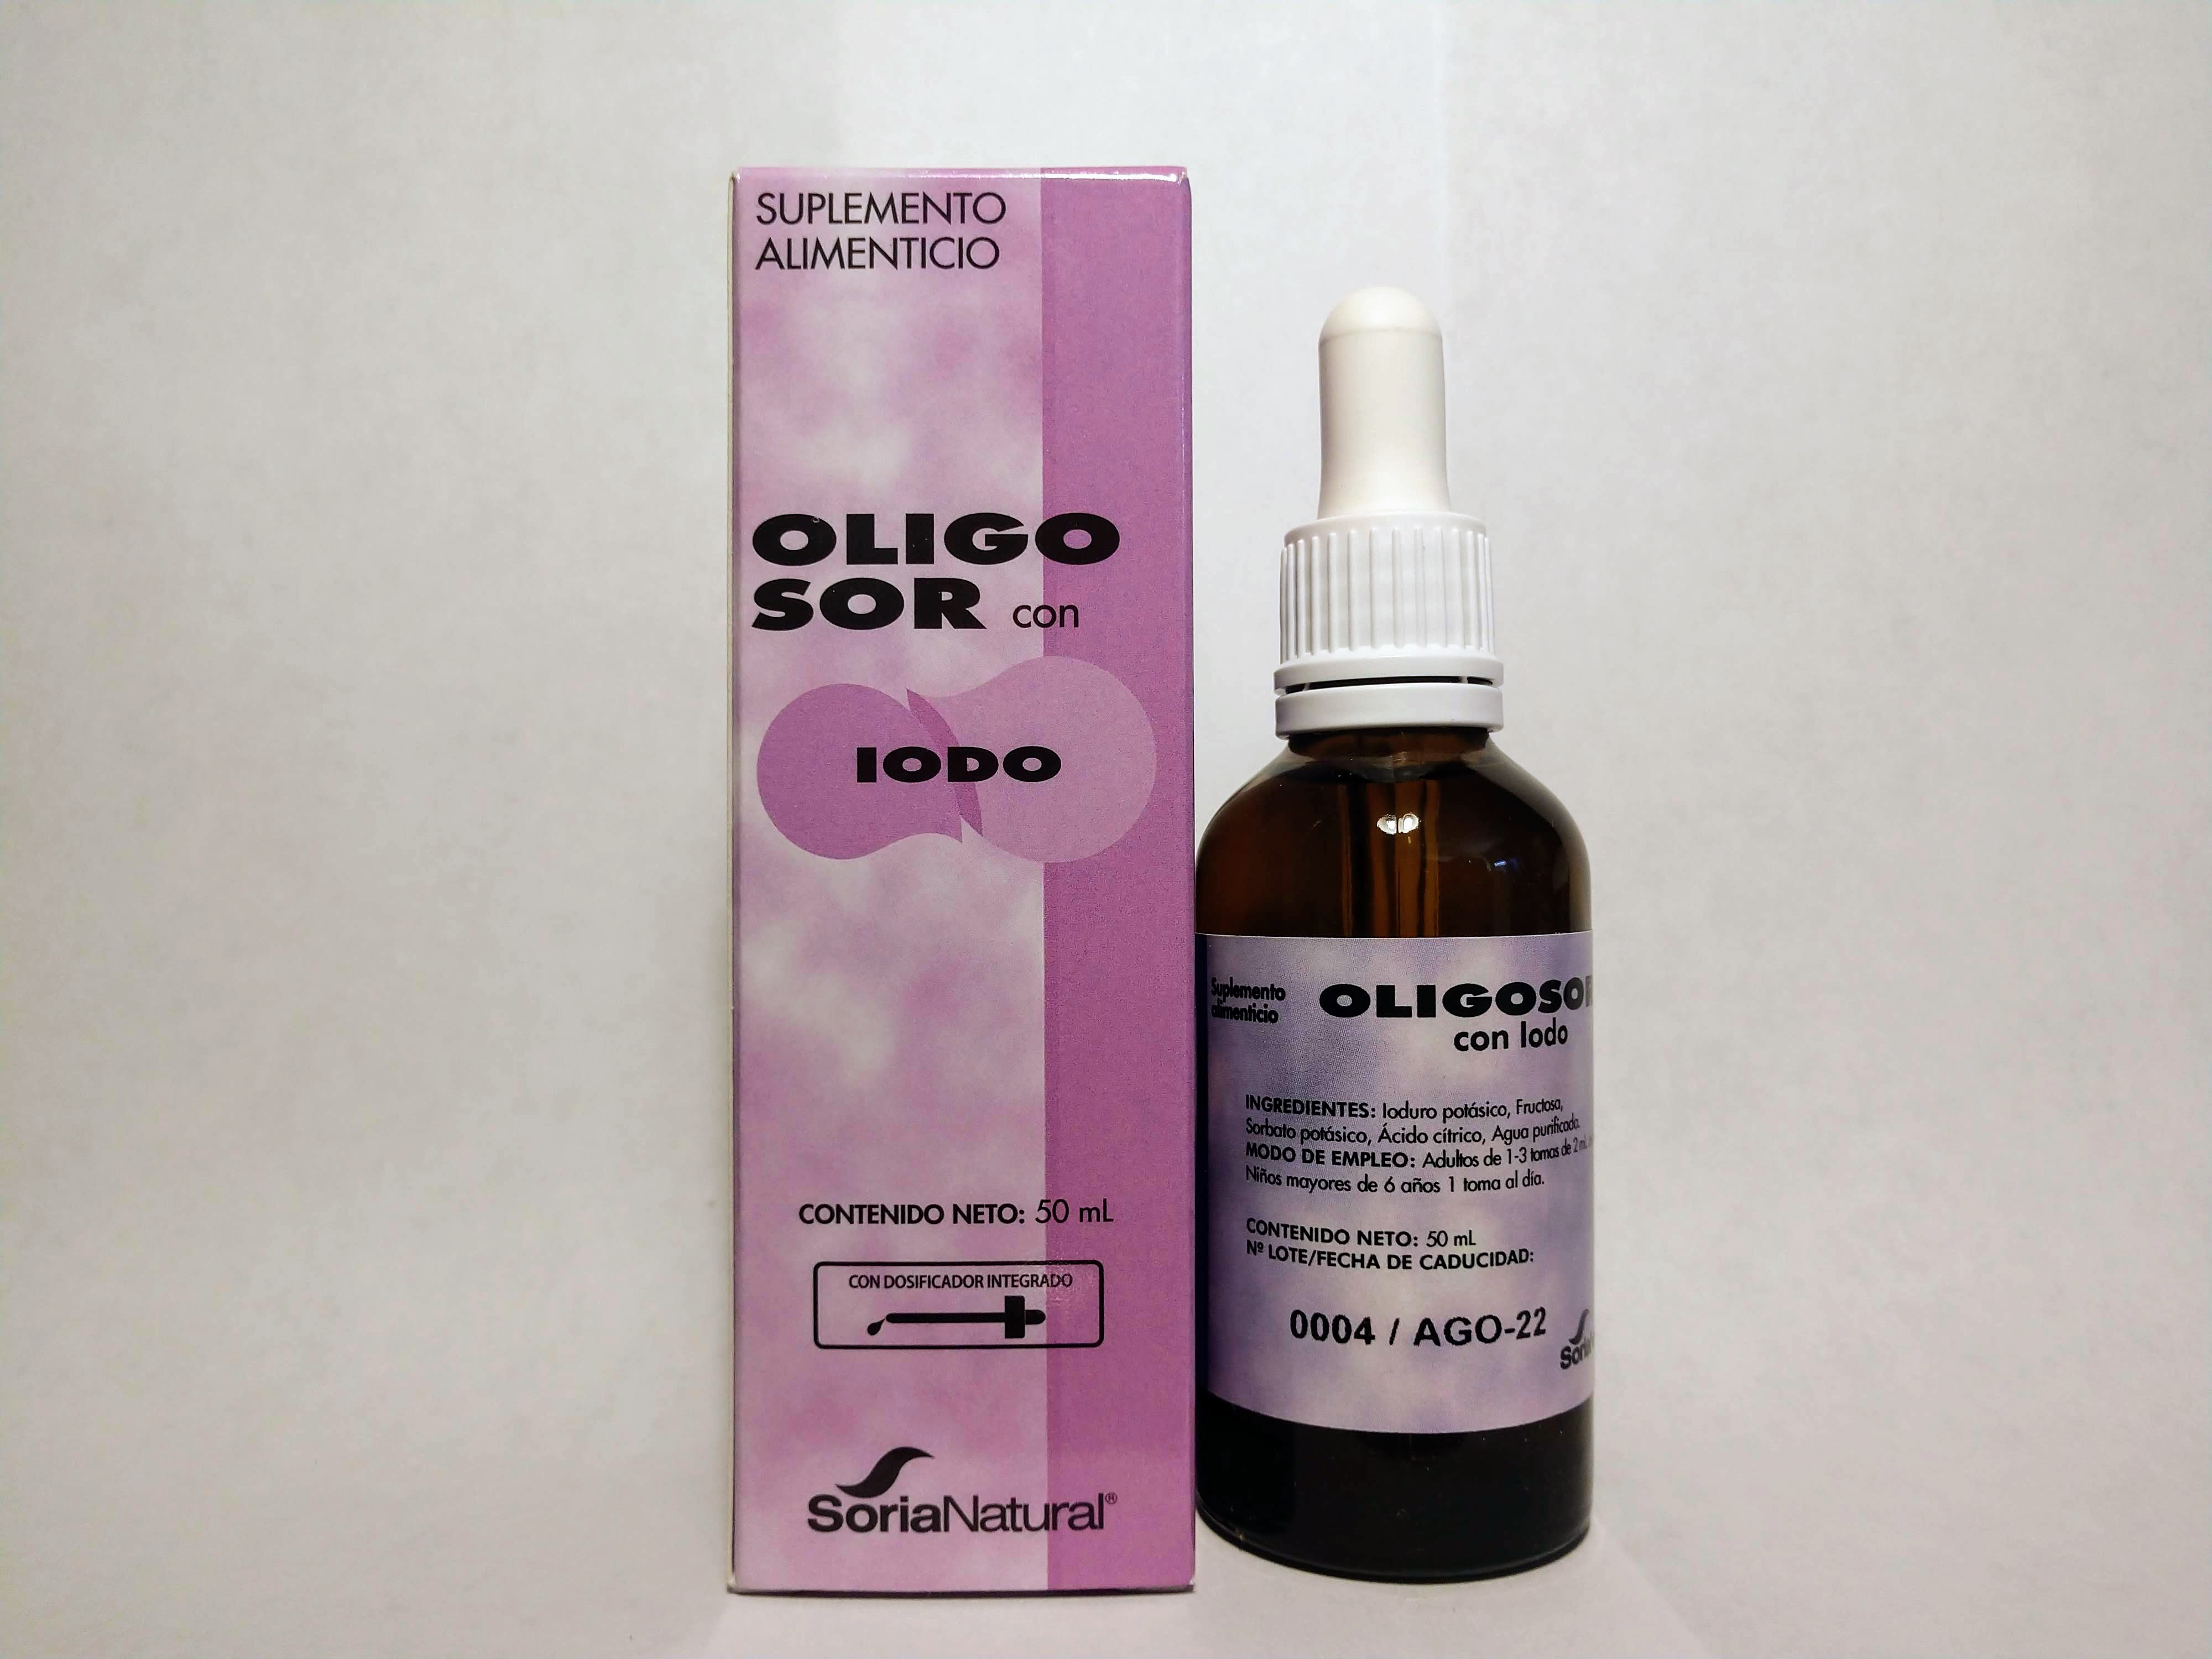 SUPLEMENTO
ALIMENTICIO
OLIGO
SOR con
IODO
CONTENIDO NETO: 50 mL
CON DOSIFICADOR INTEGRADO
SoriaNatural®
Suplemento
alimenticio
OLIGOSOR
con Iodo
INGREDIENTES: Ioduro potásico, Fructosa,
Sorbato potásico, Ácido cítrico, Agua purificada.
MODO DE EMPLEO: Adultos de 1-3 tomas de 2 mL
Niños mayores de 6 años 1 toma al día.
CONTENIDO NETO: 50 mL
Nº LOTE/FECHA DE CADUCIDAD:
0004 / AGO-22